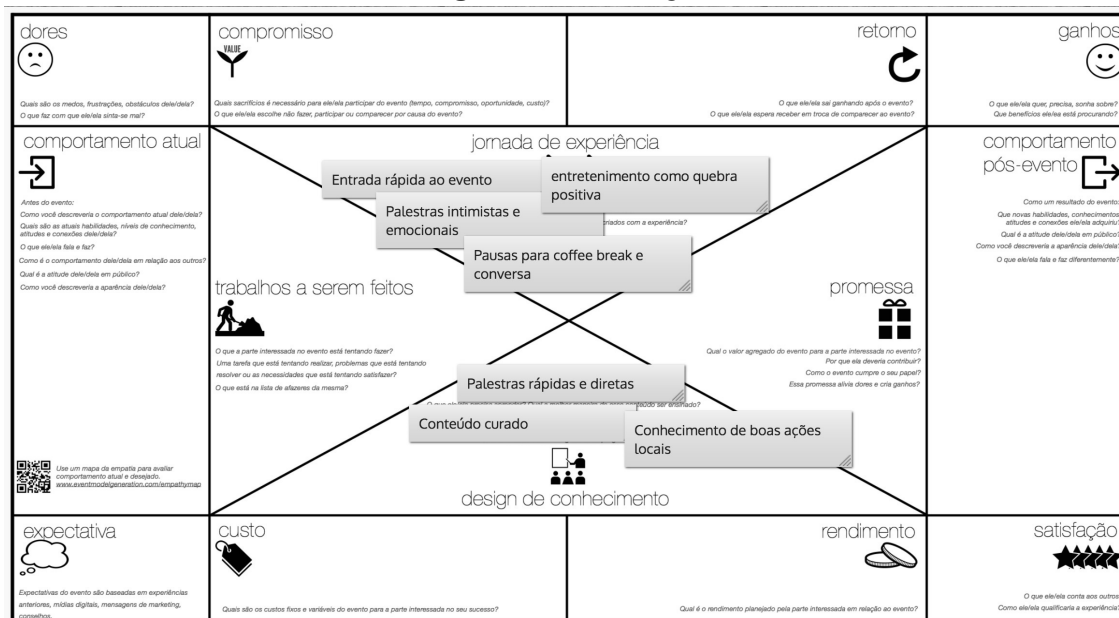 dores
Quais são os medos, frustrações, obstáculos dele/dela?
O que faz com que ele/ela sinta-se mal?
compromisso
VALUE
Quais sacrifícios é necessário para ele/ela participar do evento (tempo, compromisso, oportunidade, custo)?
O que ele/ela escolhe não fazer, participar ou comparecer por causa do evento?
retorno
O que ele/ela sai ganhando após o evento?
O que ele/ela espera receber em troca de comparecer ao evento?
ganhos
O que ele/ela quer, precisa, sonha sobre?
Que benefícios ele/ea está procurando?
comportamento atual
Antes do evento:
Como você descreveria o comportamento atual dele/dela?
Quais são as atuais habilidades, níveis de conhecimento,
atitudes e conexões dele/dela?
O que ele/ela fala e faz?
Como é o comportamento dele/dela em relação aos outros?
Qual é a atitude dele/dela em público?
Como você descreveria a aparência dele/dela?
Use um mapa da empatia para avaliar
comportamento atual e desejado.
www.eventmodelgeneration.com/empathymap
jornada de experiência
Entrada rápida ao evento
entretenimento como quebra
positiva
Palestras intimistas e
emocionais
criados com a experiência?
Pausas para coffee break e
conversa
trabalhos a serem feitos
O que a parte interessada no evento está tentando fazer?
Uma tarefa que está tentando realizar, problemas que está tentando
resolver ou as necessidades que está tentando satisfazer?
O que está na lista de afazeres da mesma?
promessa
Qual o valor agregado do evento para a parte interessada no evento?
Por que ela deveria contribuir?
Como o evento cumpre o seu papel?
Essa promessa alivia dores e cria ganhos?
Palestras rápidas e diretas
conteúdo ser ensinado?
Conteúdo curado
Conhecimento de boas ações
locais
design de conhecimento
comportamento
pós-evento
Como um resultado do evento:
Que novas habilidades, conhecimentos
atitudes e conexões ele/ela adquiriu?
Qual é a atitude dele/dela em público?
Como você descreveria a aparência dele/dela?
O que ele/ela fala e faz diferentemente?
expectativa
Expectativas do evento são baseadas em experiências
anteriores, mídias digitais, mensagens de marketing,
conselhos.
custo
Quais são os custos fixos e variáveis do evento para a parte interessada no seu sucesso?
rendimento
Qual é o rendimento planejado pela parte interessada em relação ao evento?
satisfação
O que ele/ela conta aos outros
Como ele/ela qualificaria a experiência?